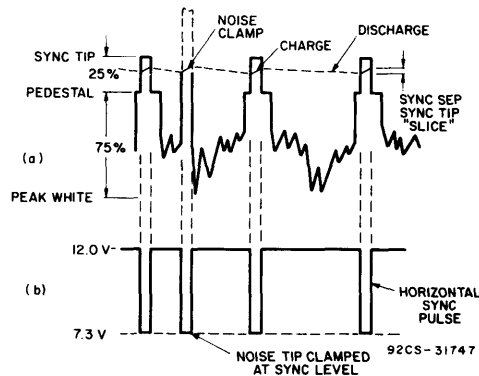 NOISE
CLAMP
SYNC TIP
CHARGE
DISCHARGE
25%
PEDESTAL
SYNC SEP
SYNC TIP
"SLICE"
75%
(a)
PEAK WHITE
12.0 V
(b)
HORIZONTAL
SYNC
PULSE
7.3 V
92CS-31747
NOISE TIP CLAMPED
AT SYNC LEVEL